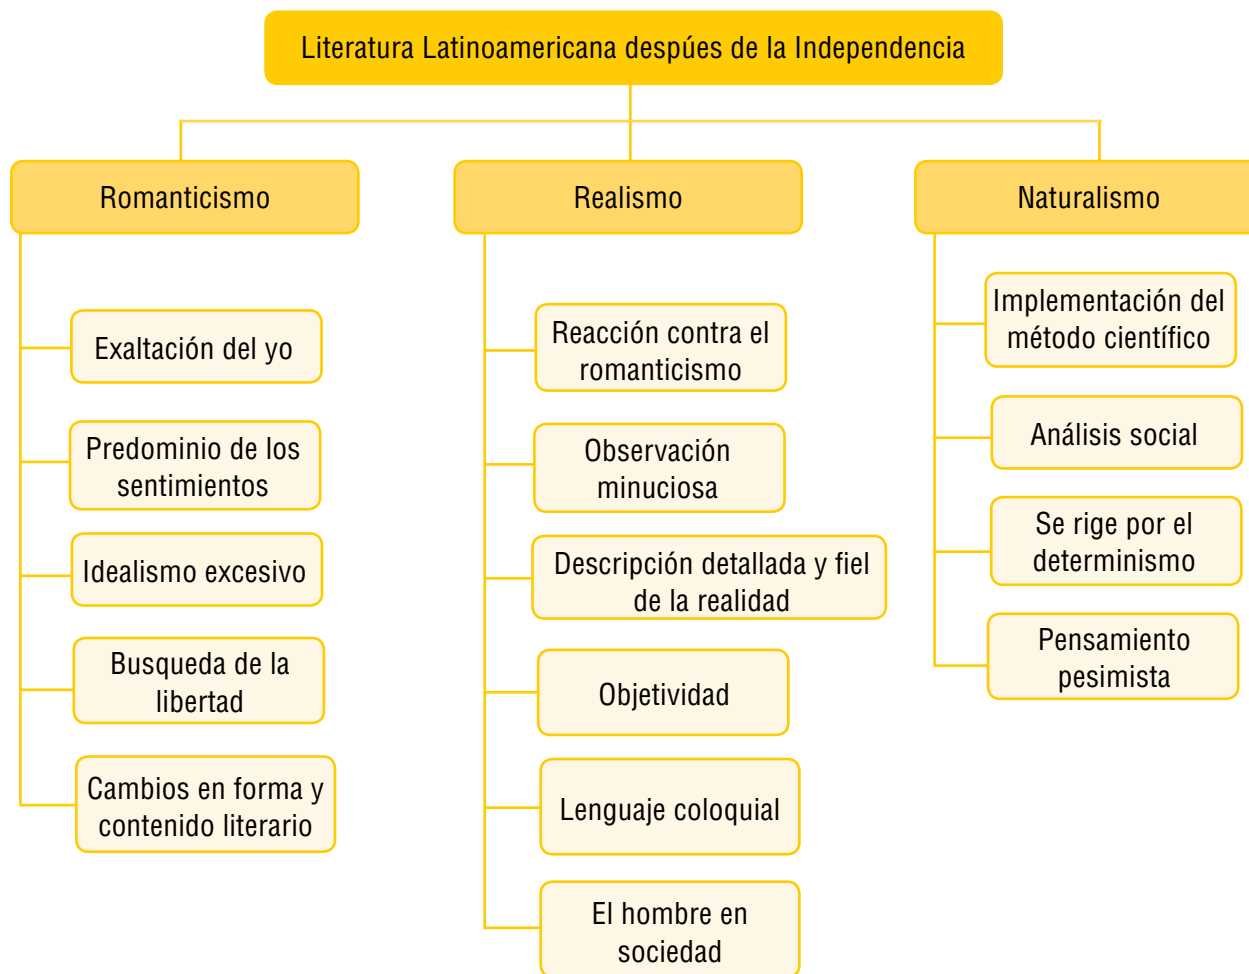 Literatura Latinoamericana despúes de la Independencia
Romanticismo
Exaltación del yo
Predominio de los
sentimientos
Idealismo excesivo
Busqueda de la
libertad
Cambios en forma y
contenido literario
Realismo
Reacción contra el
romanticismo
Observación
minuciosa
Descripción detallada y fiel
de la realidad
Objetividad
Lenguaje coloquial
El hombre en
sociedad
Naturalismo
Implementación del
método científico
Análisis social
Se rige por el
determinismo
Pensamiento
pesimista